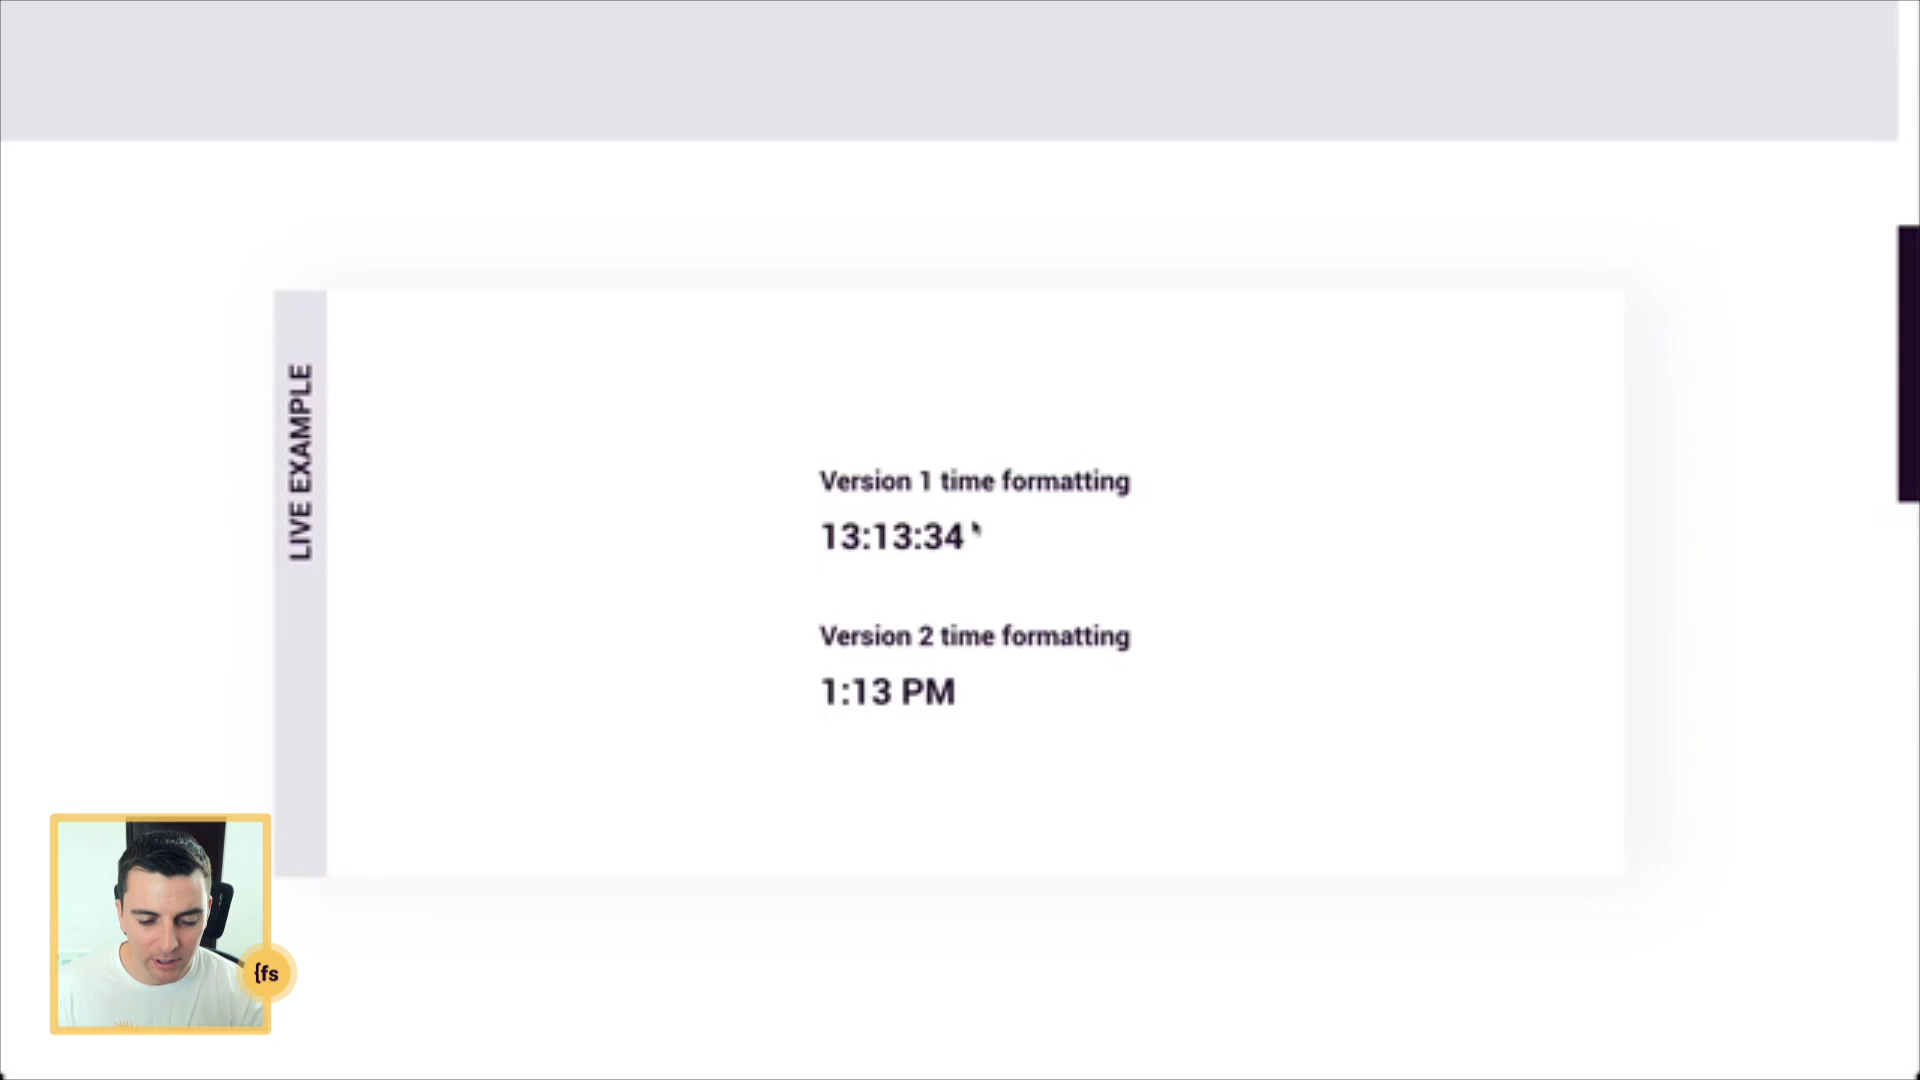 LIVE EXAMPLE
Version 1 time formatting
13:13:34
Version 2 time formatting
1:13 PM
{fs